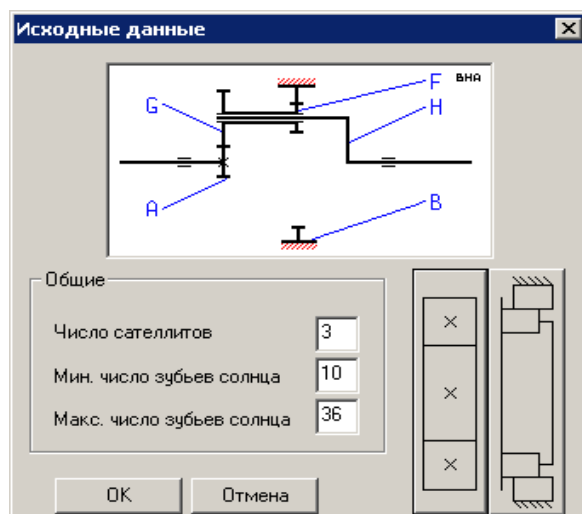 Исходные данные
F
ВНА
G
H
A
B
Общие
Число сателлитов
3
Мин. число зубьев солнца
10
Макс. число зубьев солнца
36
OK
Отмена